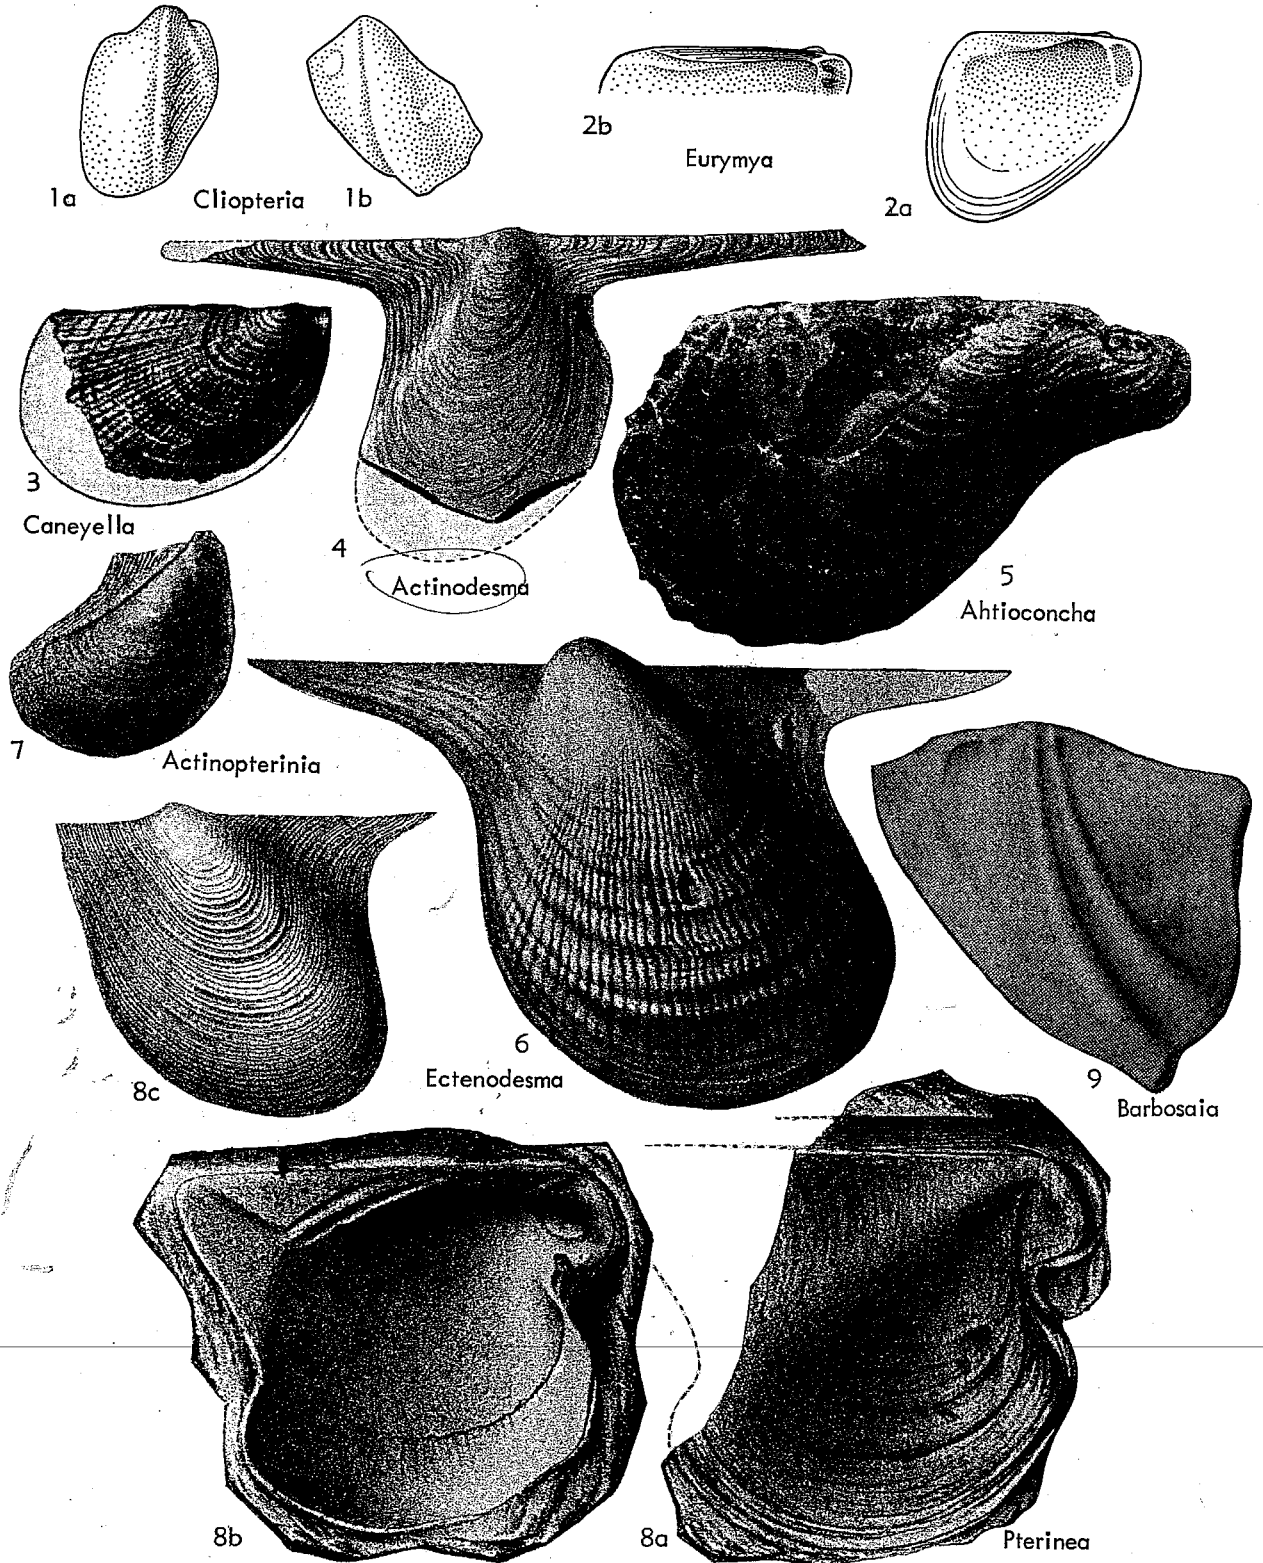 1a
Cliopteria
1b
2b
Eurymya
2a
3
Caneyella
4
Actinodesma
5
Ahtioconcha
7
Actinopterinia
6
Ectenodesma
8c
9
Barbosaia
8b
8a
Pterinea